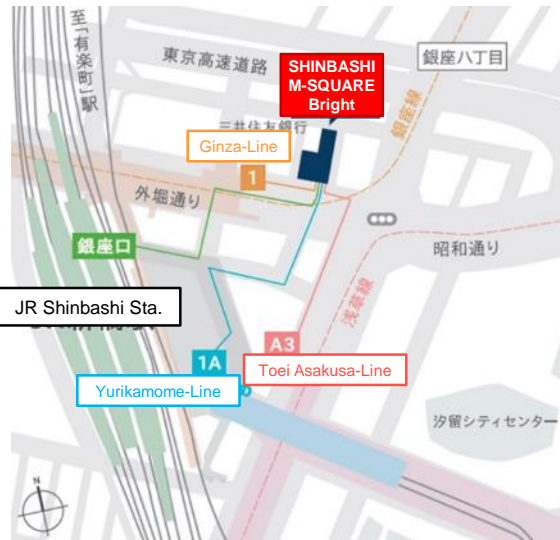 至「有楽町」駅
東京高速道路
銀座八丁目
SHINBASHI
M-SQUARE
Bright
三井住友銀行
銀座線
Ginza-Line
1
外堀通り
銀座口
昭和通り
JR Shinbashi Sta.
浅草線
A3
1A
Toei Asakusa-Line
Yurikamome-Line
汐留シティセンター
N